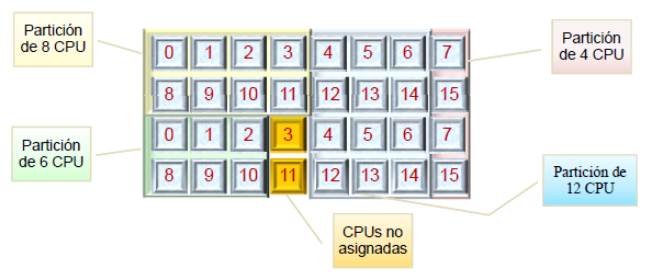 Partición
de 8 CPU
0 1 2 3 4 5 6 7
Partición
de 4 CPU
8 9 10 11 12 13 14 15
Partición
de 6 CPU
0 1 2 3 4 5 6 7
8 9 10 11 12 13 14 15
Partición de
12 CPU
CPUs no
asignadas